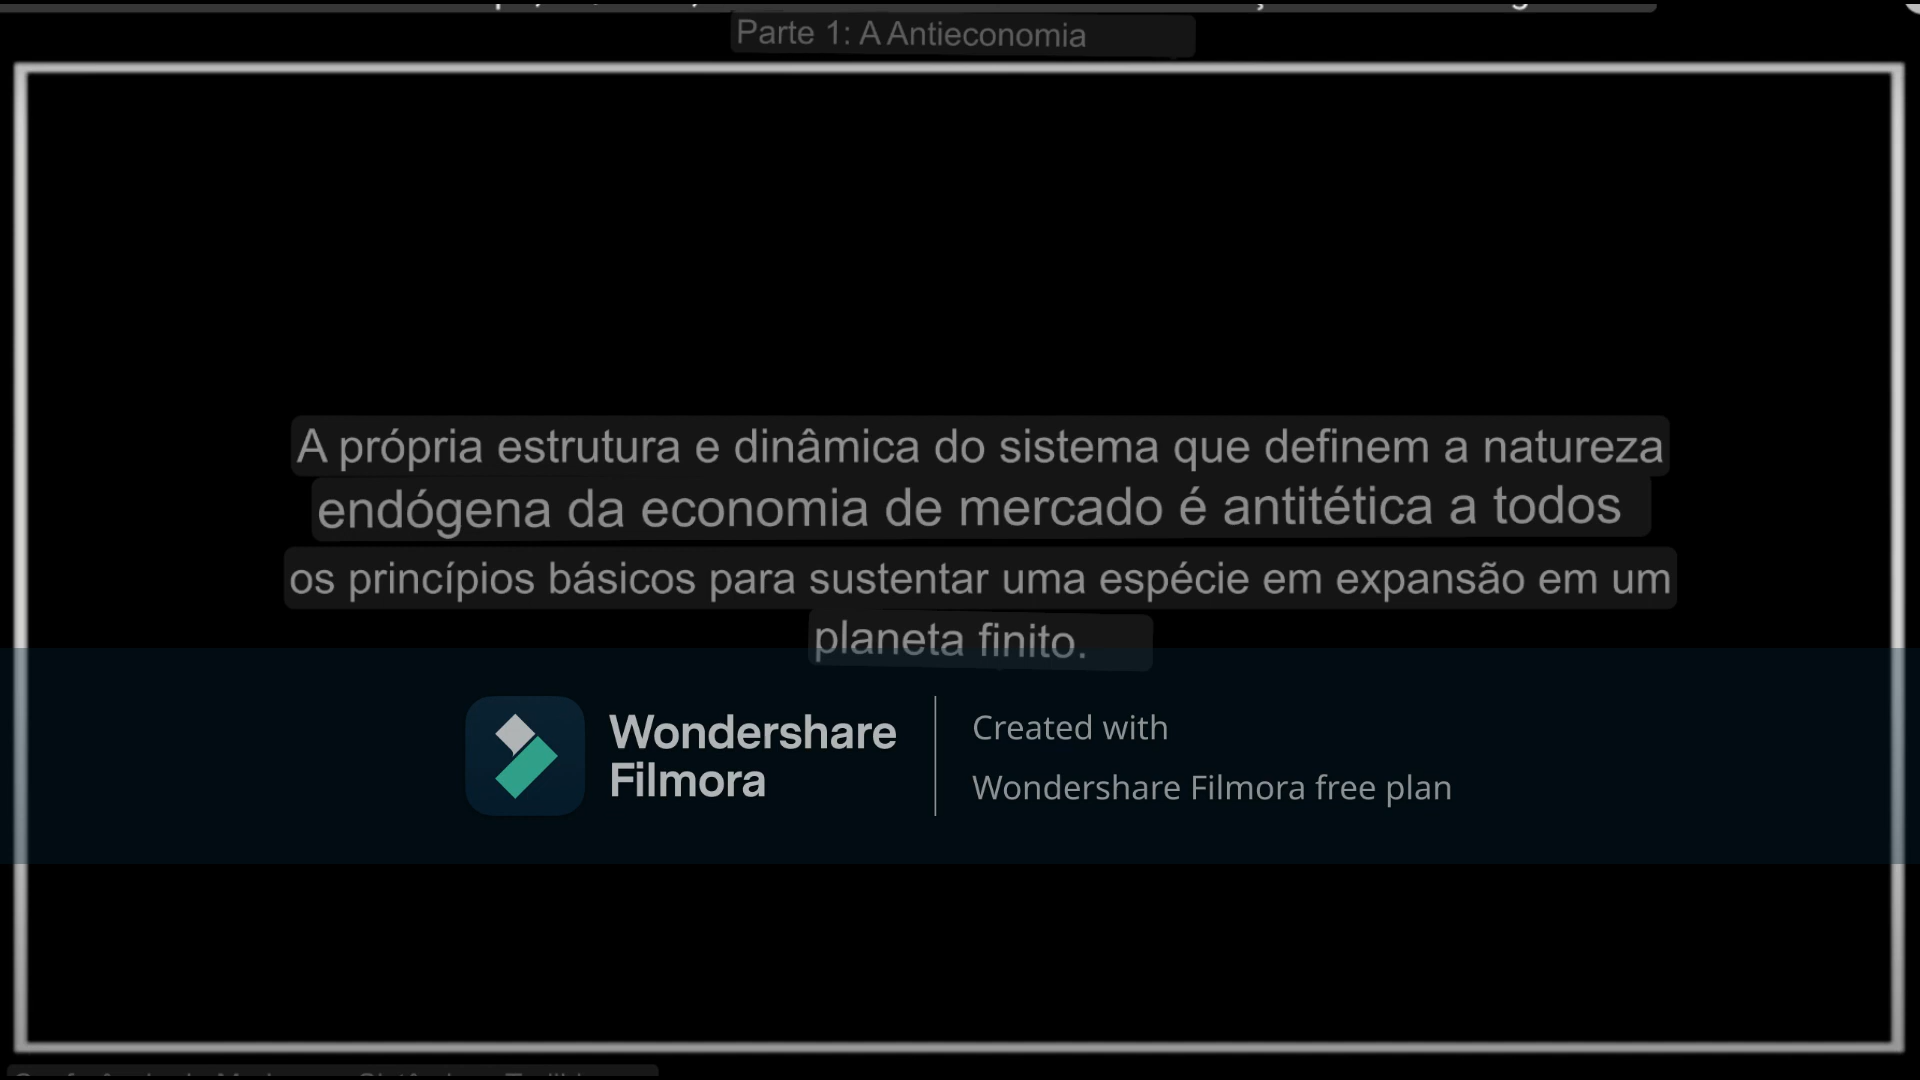 Parte 1: A Antieconomia
A própria estrutura e dinâmica do sistema que definem a natureza
endógena da economia de mercado é antitética a todos
os princípios básicos para sustentar uma espécie em expansão em um
planeta finito.
Wondershare
Filmora
Created with
Wondershare Filmora free plan